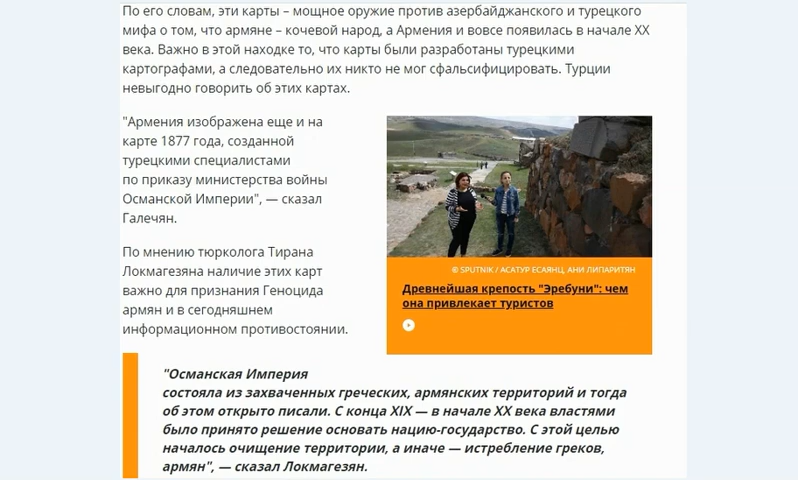 По его словам, эти карты – мощное оружие против азербайджанского и турецкого
мифа о том, что армяне – кочевой народ, а Армения и вовсе появилась в начале XX
века. Важно в этой находке то, что карты были разработаны турецкими
картографами, а следовательно их никто не мог сфальсифицировать. Турции
невыгодно говорить об этих картах.
"Армения изображена еще и на
карте 1877 года, созданной
турецкими специалистами
по приказу министерства войны
Османской Империи", — сказал
Галечян.
По мнению тюрколога Тирана
Локмагезяна наличие этих карт
важно для признания Геноцида
армян и в сегодняшнем
информационном противостоянии.
© SPUTNIK / АСАТУР ЕСАЯНЦ, АНИ ЛИПАРИТЯН
Древнейшая крепость "Эребуни": чем
она привлекает туристов
"Османская Империя
состояла из захваченных греческих, армянских территорий и тогда
об этом открыто писали. С конца XIX — в начале XX века властями
было принято решение основать нацию-государство. С этой целью
началось очищение территории, а иначе — истребление греков,
армян", — сказал Локмагезян.